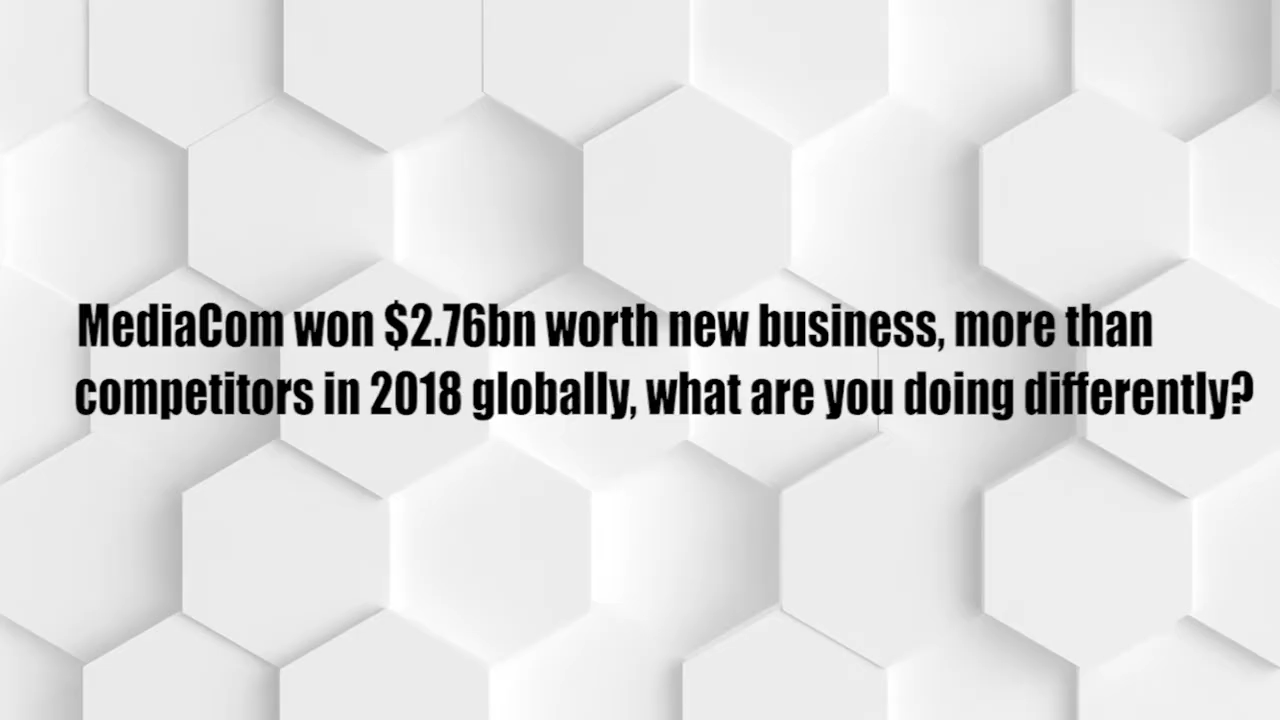 MediaCom won $2.76bn worth new business, more than
competitors in 2018 globally, what are you doing differently?